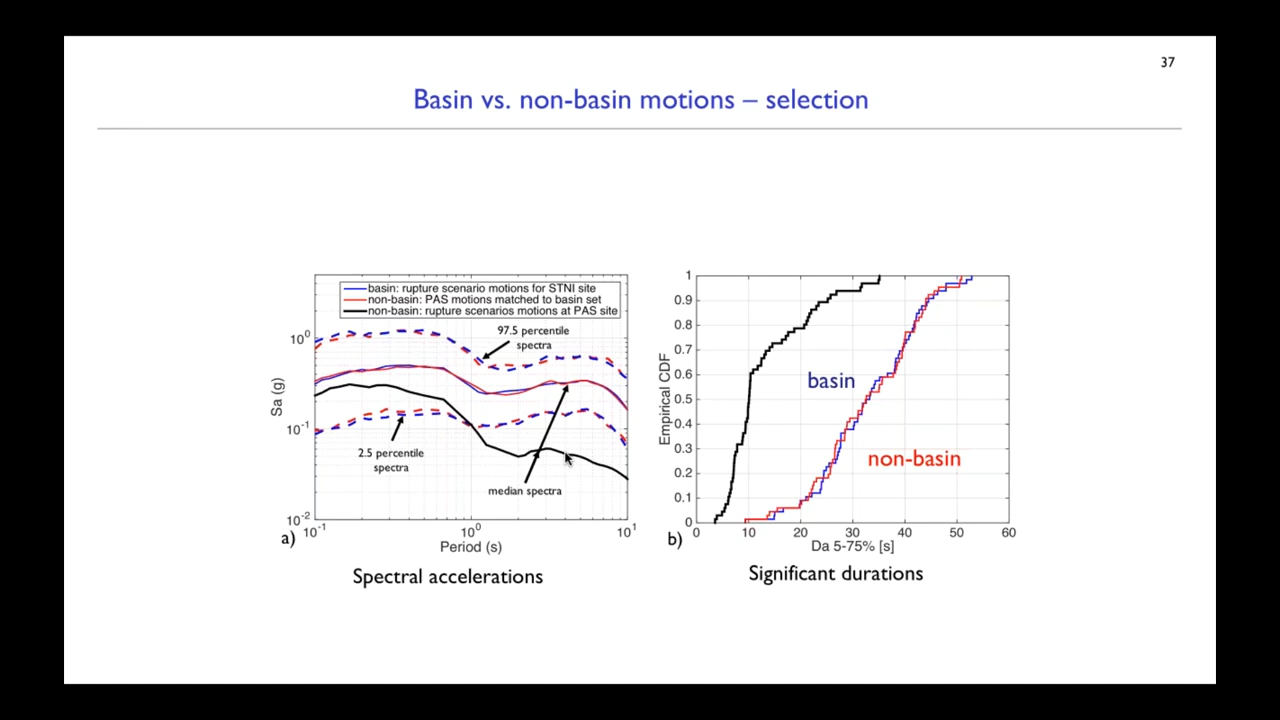 37
Basin vs. non-basin motions – selection
basin: rupture scenario motions for STNI site
non-basin: PAS motions matched to basin set
non-basin: rupture scenarios motions at PAS site
97.5 percentile
spectra
2.5 percentile
spectra
median spectra
Sa (g)
10^0
10^-1
10^-2
10^-1
10^0
10^1
Period (s)
a)
Spectral accelerations
Empirical CDF
1
0.9
0.8
0.7
0.6
0.5
0.4
0.3
0.2
0.1
0
basin
non-basin
0 10 20 30 40 50 60
Da 5-75% [s]
b)
Significant durations